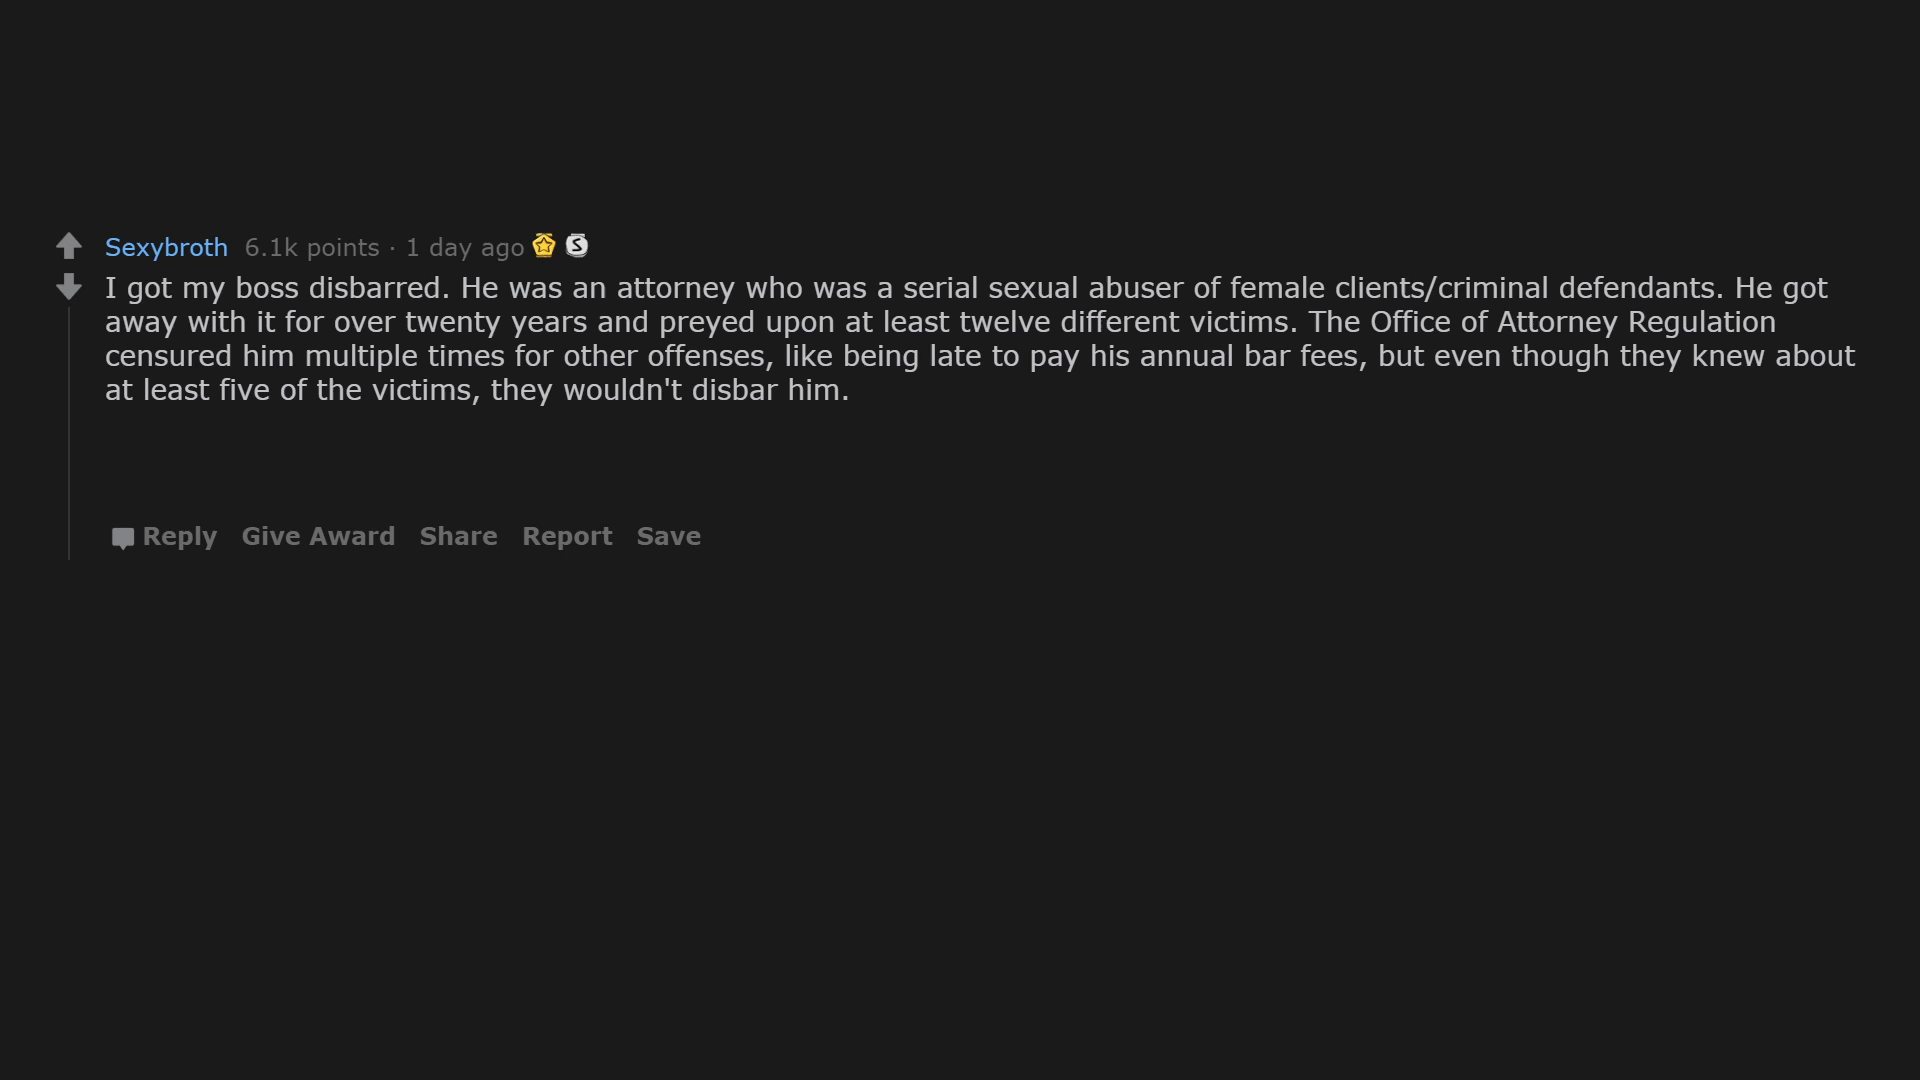 Sexybroth 6.1k points · 1 day ago
I got my boss disbarred. He was an attorney who was a serial sexual abuser of female clients/criminal defendants. He got
away with it for over twenty years and preyed upon at least twelve different victims. The Office of Attorney Regulation
censured him multiple times for other offenses, like being late to pay his annual bar fees, but even though they knew about
at least five of the victims, they wouldn't disbar him.
Reply Give Award Share Report Save